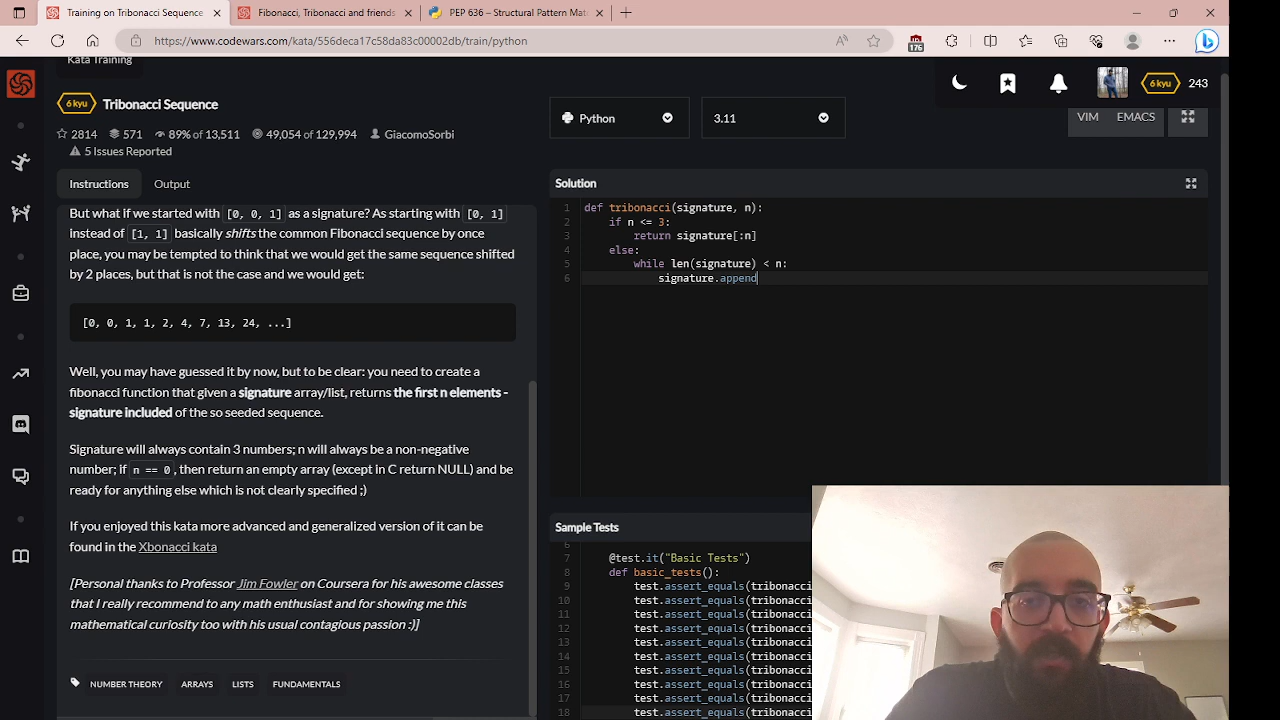 Training on Tribonacci Sequence
Fibonacci, Tribonacci and friends
PEP 636 – Structural Pattern Mat
https://www.codewars.com/kata/556deca17c58da83c00002db/train/python
176
Kata Training
6 kyu
Tribonacci Sequence
6 kyu
243
2814 571 89% of 13,511 49,054 of 129,994 GiacomoSorbi
5 Issues Reported
Python
3.11
VIM EMACS
Instructions
Output
Solution
But what if we started with [0, 0, 1] as a signature? As starting with [0, 1]
instead of [1, 1] basically shifts the common Fibonacci sequence by once
place, you may be tempted to think that we would get the same sequence shifted
by 2 places, but that is not the case and we would get:
[0, 0, 1, 1, 2, 4, 7, 13, 24, ...]
Well, you may have guessed it by now, but to be clear: you need to create a
fibonacci function that given a signature array/list, returns the first n elements -
signature included of the so seeded sequence.
Signature will always contain 3 numbers; n will always be a non-negative
number; if n == 0, then return an empty array (except in C return NULL) and be
ready for anything else which is not clearly specified ;)
If you enjoyed this kata more advanced and generalized version of it can be
found in the Xbonacci kata
[Personal thanks to Professor Jim Fowler on Coursera for his awesome classes
that I really recommend to any math enthusiast and for showing me this
mathematical curiosity too with his usual contagious passion :)]
NUMBER THEORY ARRAYS LISTS FUNDAMENTALS
1 def tribonacci(signature, n):
2 if n <= 3:
3 return signature[:n]
4 else:
5 while len(signature) < n:
6 signature.append
Sample Tests
6
7 @test.it("Basic Tests")
8 def basic_tests():
9 test.assert_equals(tribonacci
10 test.assert_equals(tribonacci
11 test.assert_equals(tribonacci
12 test.assert_equals(tribonacci
13 test.assert_equals(tribonacci
14 test.assert_equals(tribonacci
15 test.assert_equals(tribonacci
16 test.assert_equals(tribonacci
17 test.assert_equals(tribonacci
18 test.assert_equals(tribonacci